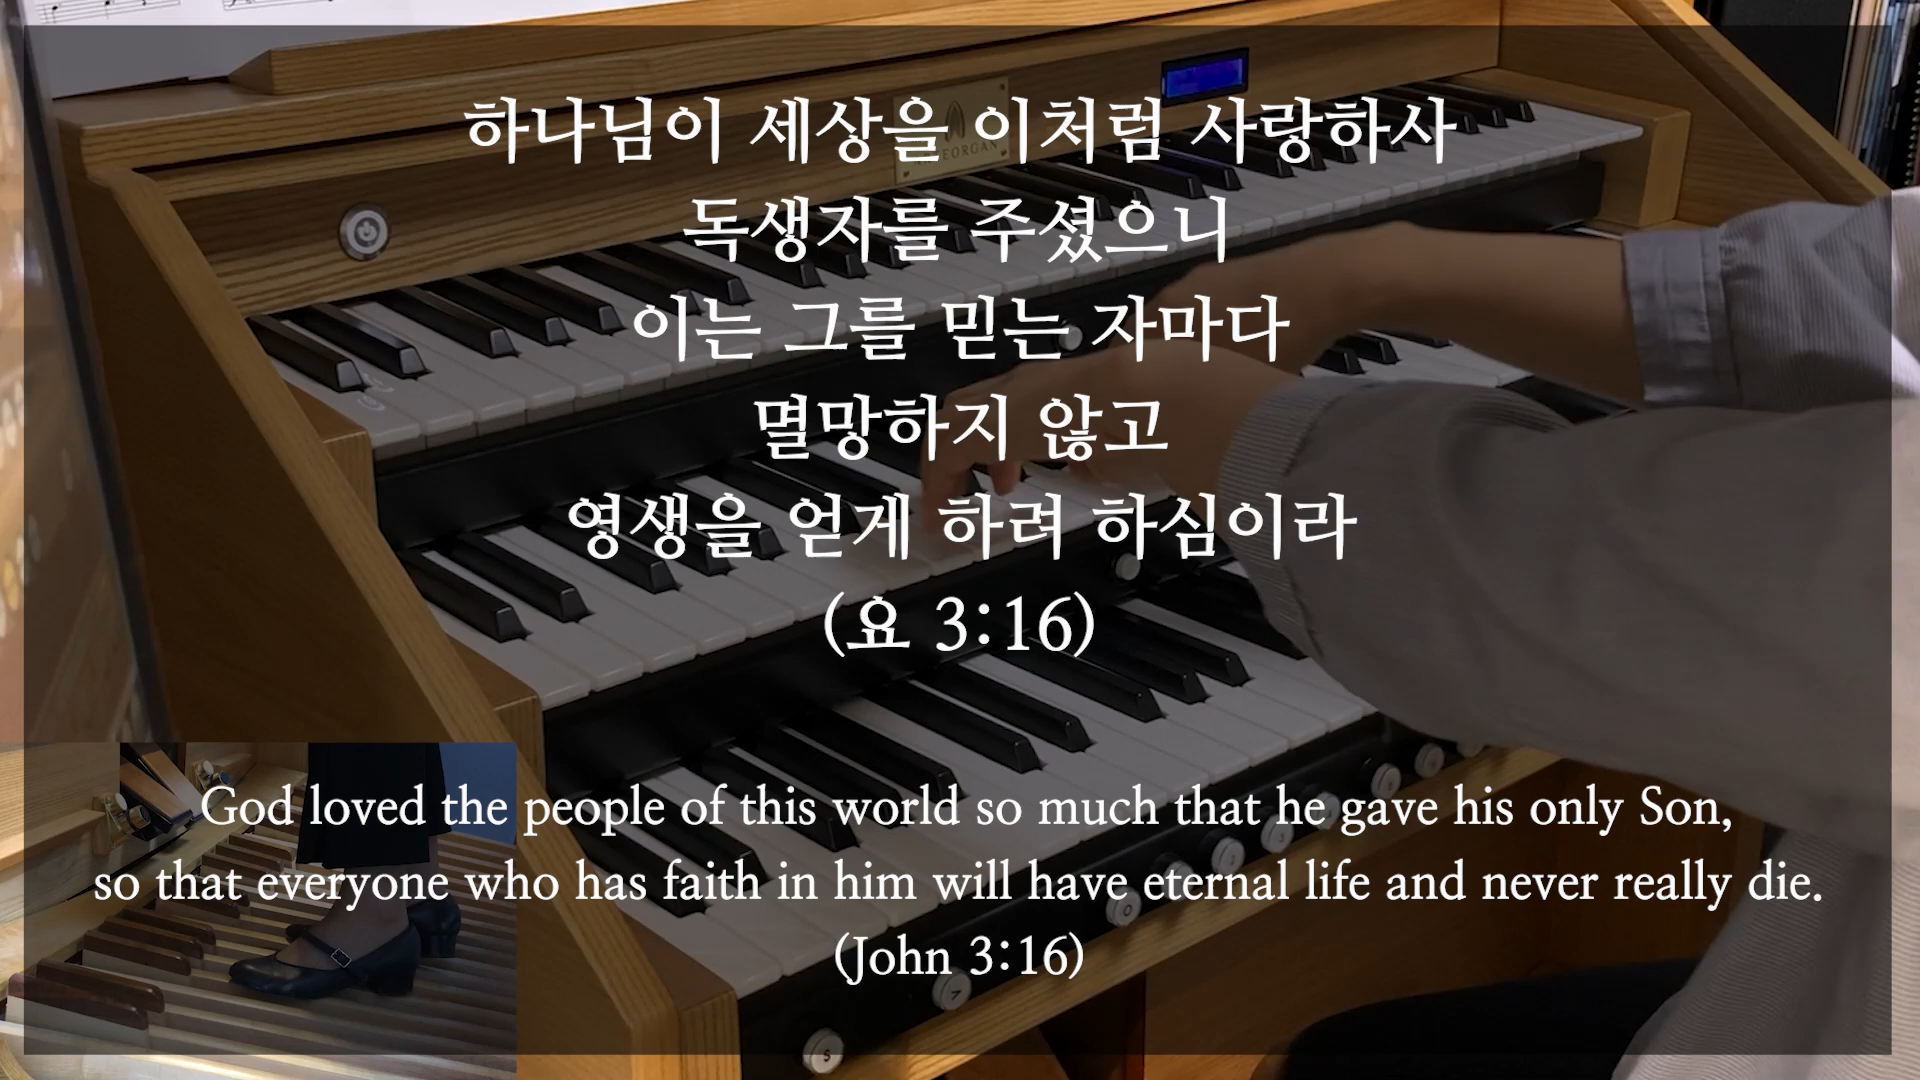 하나님이 세상을 이처럼 사랑하사
독생자를 주셨으니
이는 그를 믿는 자마다
멸망하지 않고
영생을 얻게 하려 하심이라
(요 3:16)
God loved the people of this world so much that he gave his only Son,
so that everyone who has faith in him will have eternal life and never really die.
(John 3:16)